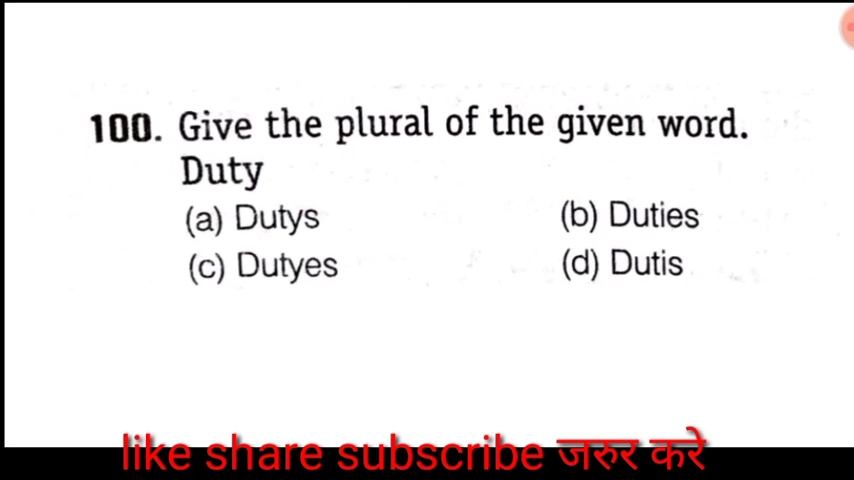 100. Give the plural of the given word.
Duty
(a) Dutys (b) Duties
(c) Dutyes (d) Dutis
like share subscribe जरुर करे